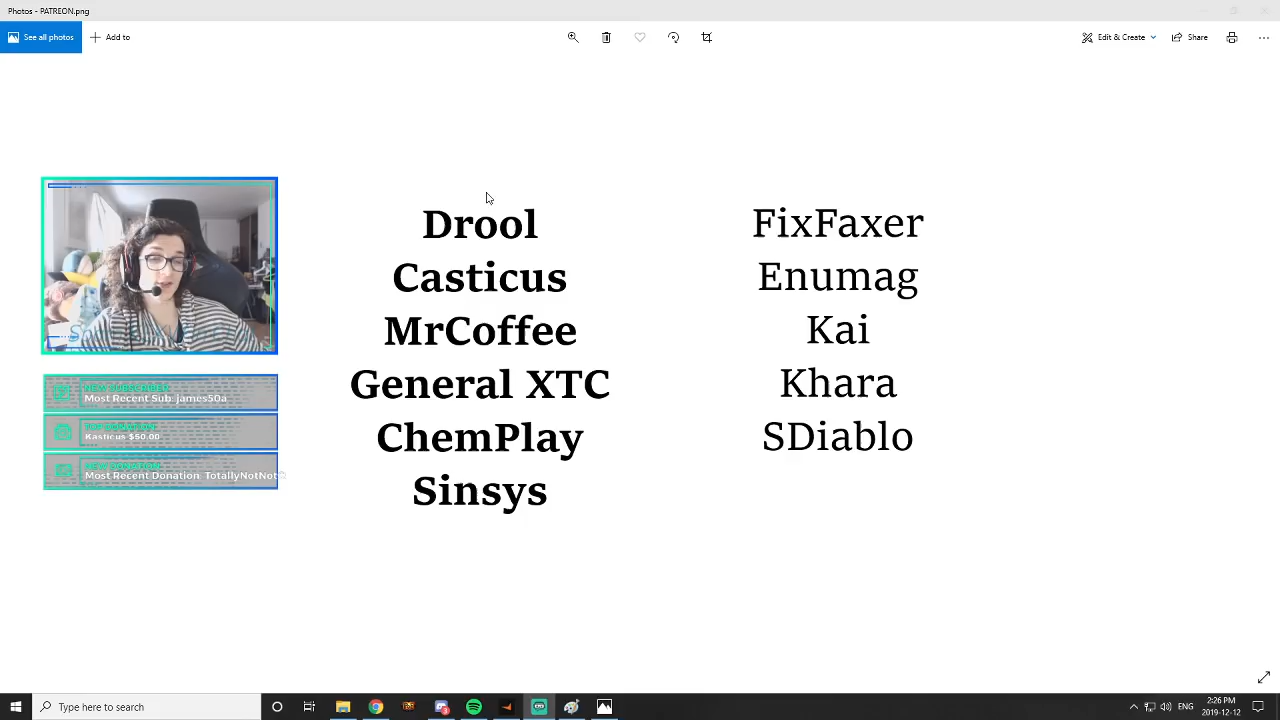 Photos - PATREON.png
See all photos
Add to
Edit & Create
Share
Drool
Casticus
MrCoffee
General XTC
ChemPlay
Sinsys
FixFaxer
Enumag
Kai
Khara
SDiablo
NEW SUBSCRIBER
Most Recent Sub: james50a
Kasticus $50.00
Most Recent Donation: TotallyNotNot
Type here to search
ENG
2:26 PM
2019-12-12